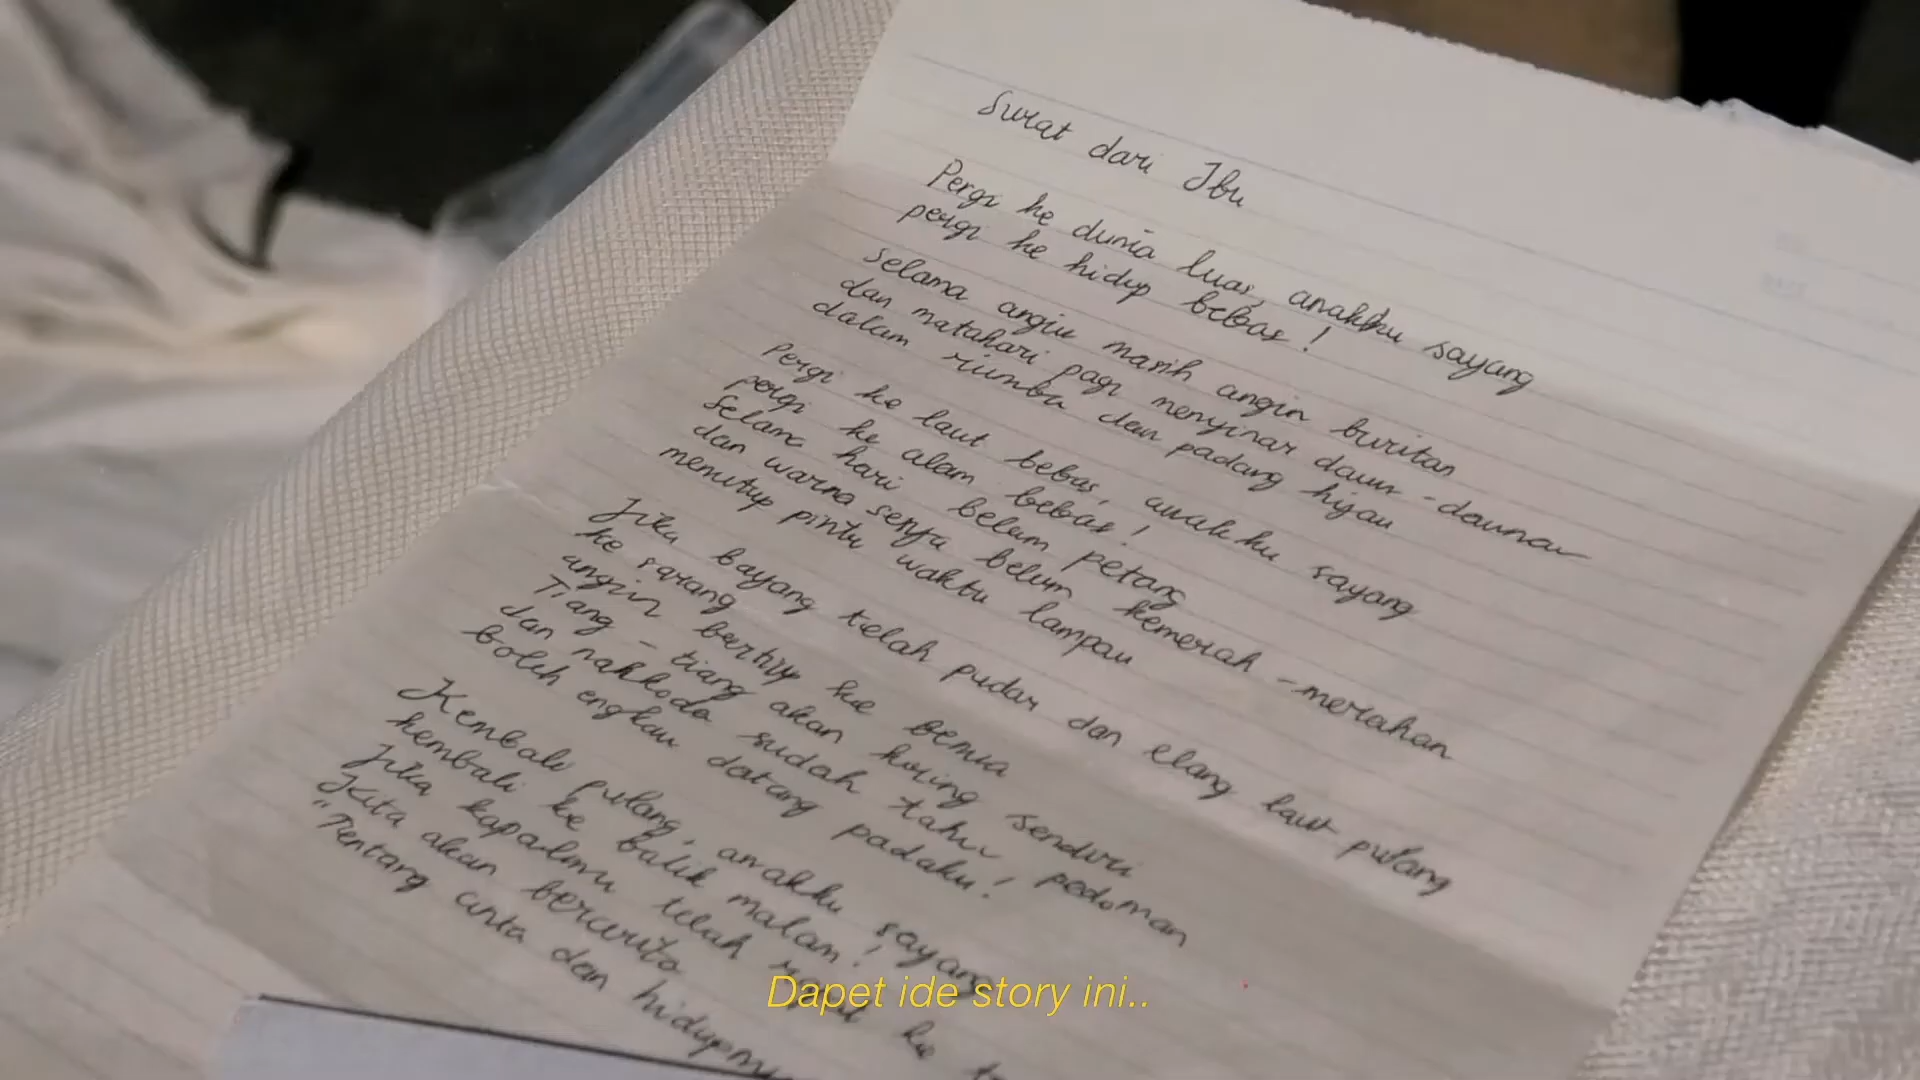 Surat dari Ibu
Pergi ke dunia luas, anakku sayang
pergi ke hidup bebas !
Selama angin masih angin buritan
dan matahari pagi menyinar daun - daunan
dalam rimba dan padang hijau
Pergi ke laut bebas, anakku sayang
pergi ke alam bebas !
Selama hari belum petang
dan warna senja belum kemerah - merahan
menutup pintu waktu lampau
Jika bayang telah pudar dan elang laut pulang
ke sarang
angin bertiup ke benua
Tiang - tiang akan kering sendiri
dan nakhoda sudah tahu pedoman
boleh engkau datang padaku !
Kembali pulang, anakku sayang
kembali ke balik malam !
Jika kapalmu telah rapat ke
Kita akan bercerita
"Tentang cinta dan hidupmu
Dapet ide story ini..